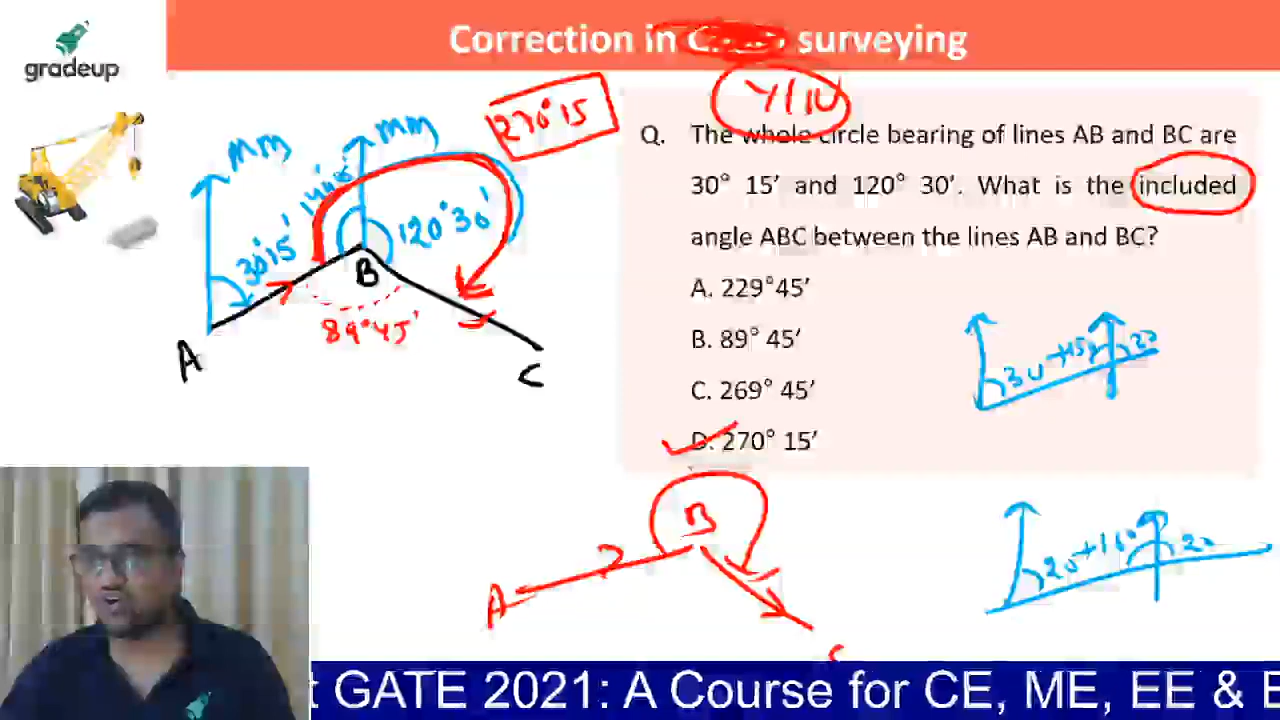 gradeup
Correction in surveying
270°15
Y/N
MM
MM
Q. The whole circle bearing of lines AB and BC are
30° 15′ and 120° 30′. What is the included
angle ABC between the lines AB and BC?
A. 229°45′
B. 89° 45′
C. 269° 45′
D. 270° 15′
30°15′
120°30′
B
89°45′
A
C
B
A
t GATE 2021: A Course for CE, ME, EE & E